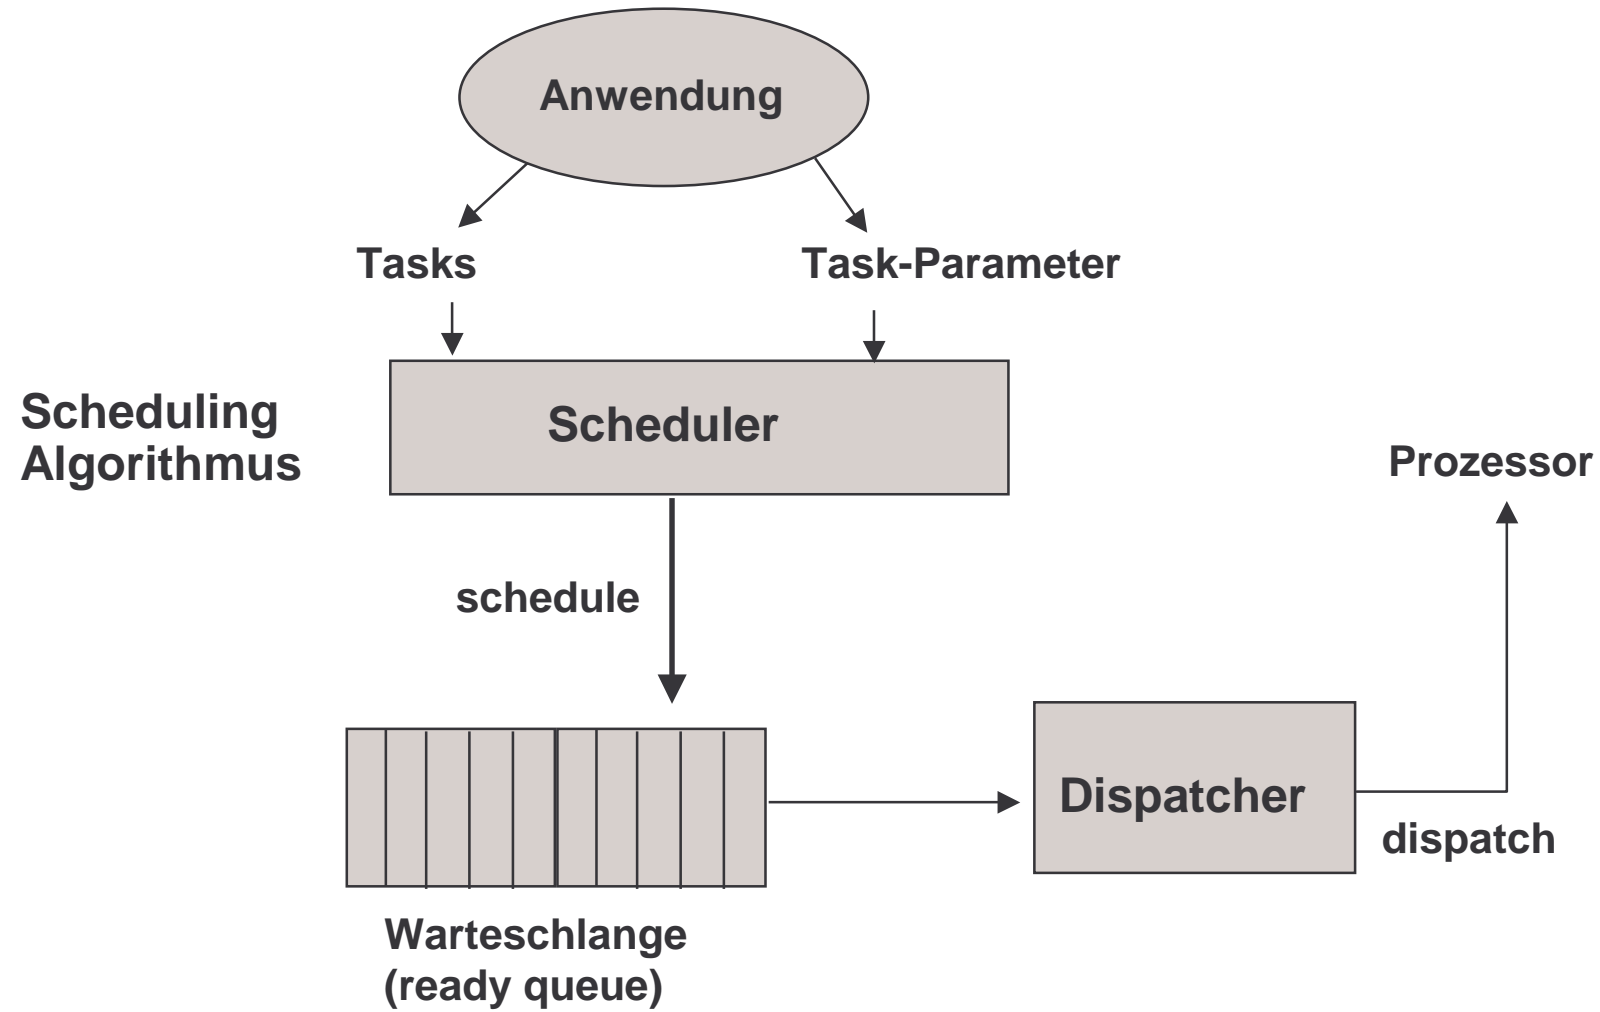 Anwendung
Tasks
Task-Parameter
Scheduling
Algorithmus
Scheduler
Prozessor
schedule
Dispatcher
dispatch
Warteschlange
(ready queue)